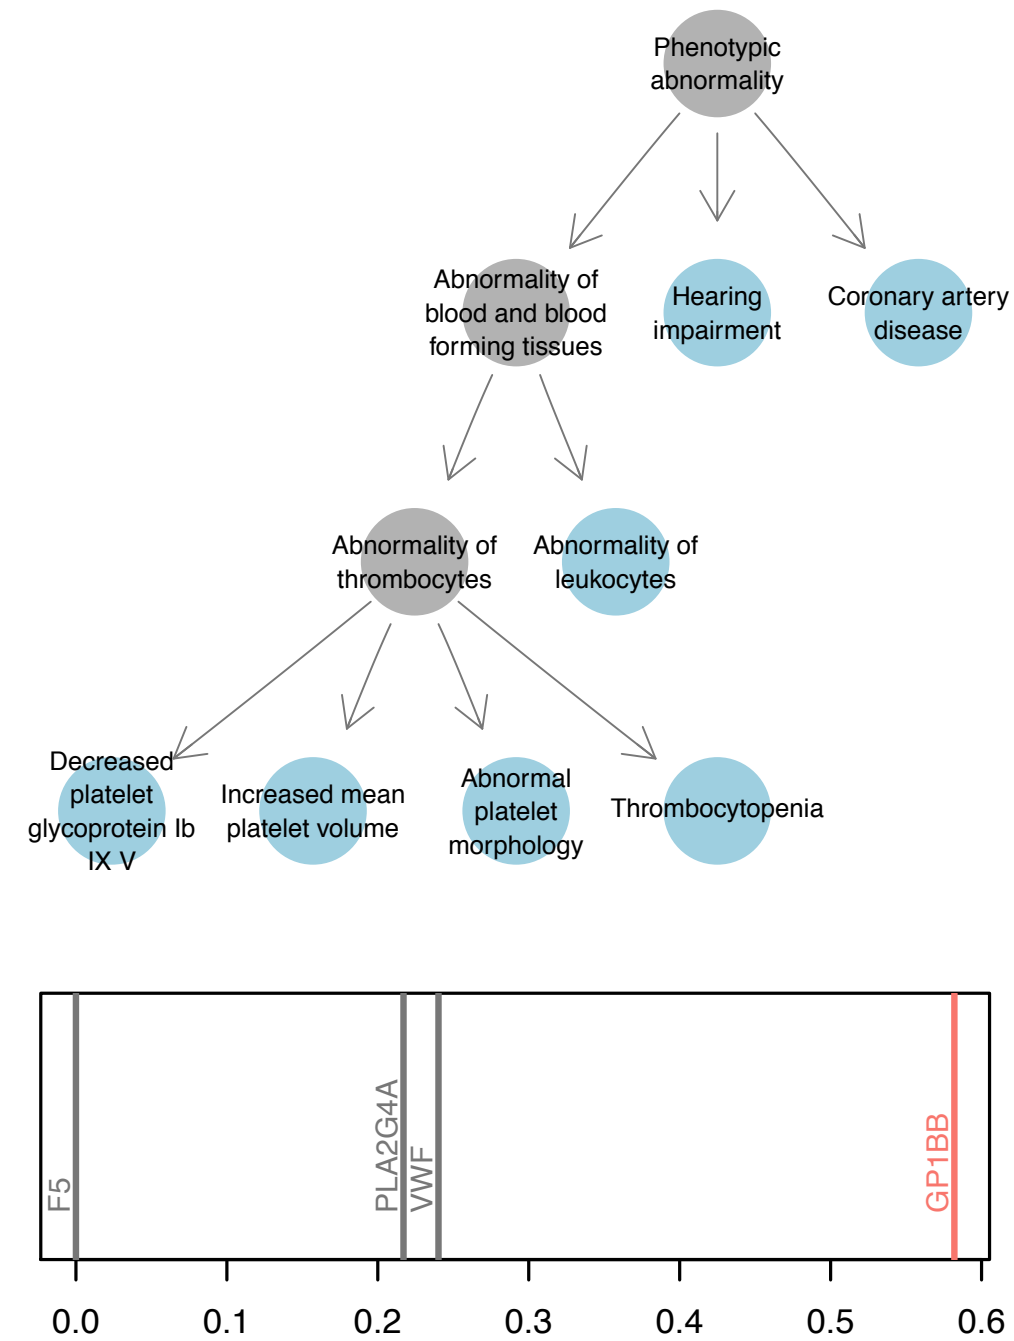 Phenotypic
abnormality
Abnormality of
blood and blood
forming tissues
Hearing
impairment
Coronary artery
disease
Abnormality of
thrombocytes
Abnormality of
leukocytes
Decreased
platelet
glycoprotein Ib
IX V
Increased mean
platelet volume
Abnormal
platelet
morphology
Thrombocytopenia
F5
PLA2G4A
VWF
GP1BB
0.0 0.1 0.2 0.3 0.4 0.5 0.6